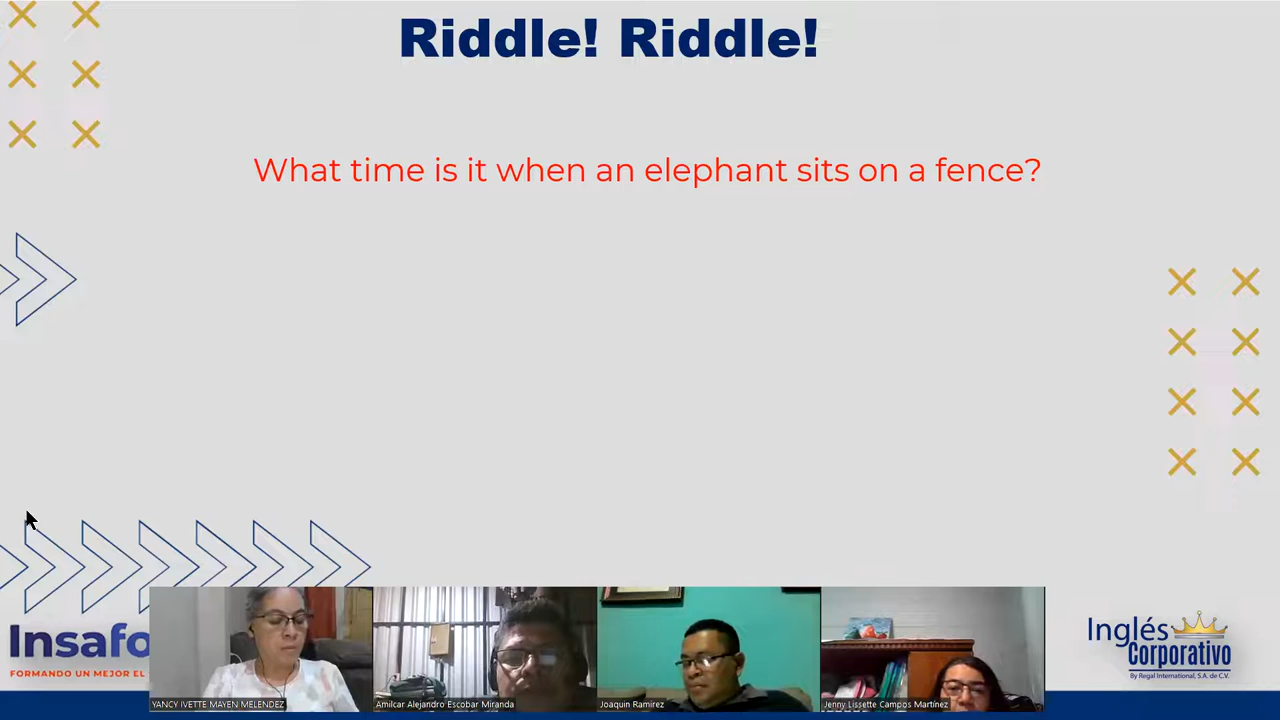 Riddle! Riddle!
What time is it when an elephant sits on a fence?
Insafo
FORMANDO UN MEJOR EL
YANCY IVETTE MAYEN MELENDEZ
Amilcar Alejandro Escobar Miranda
Joaquin Ramirez
Jenny Lissette Campos Martínez
Inglés
Corporativo
By Regal International, S.A. de C.V.